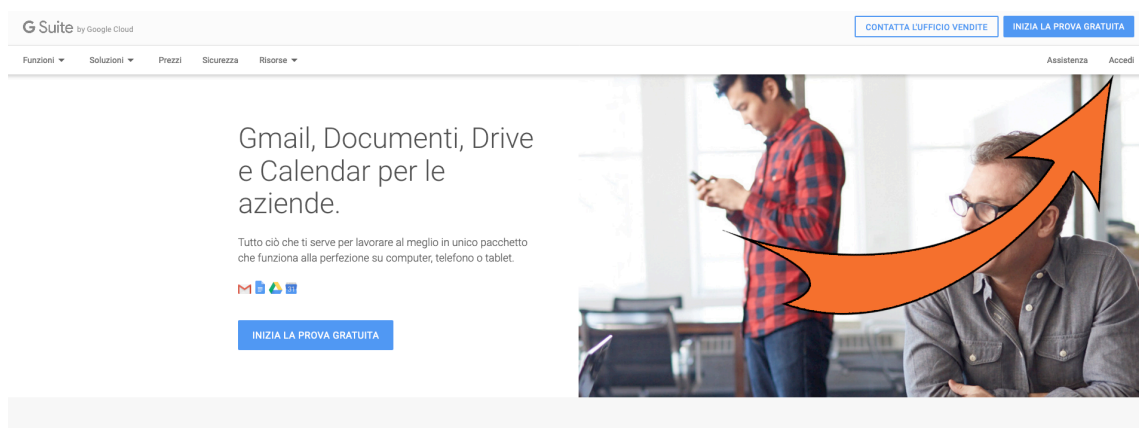 G Suite by Google Cloud
CONTATTA L'UFFICIO VENDITE
INIZIA LA PROVA GRATUITA
Funzioni Soluzioni Prezzi Sicurezza Risorse Assistenza Accedi
Gmail, Documenti, Drive
e Calendar per le
aziende.
Tutto ciò che ti serve per lavorare al meglio in unico pacchetto
che funziona alla perfezione su computer, telefono o tablet.
31
INIZIA LA PROVA GRATUITA